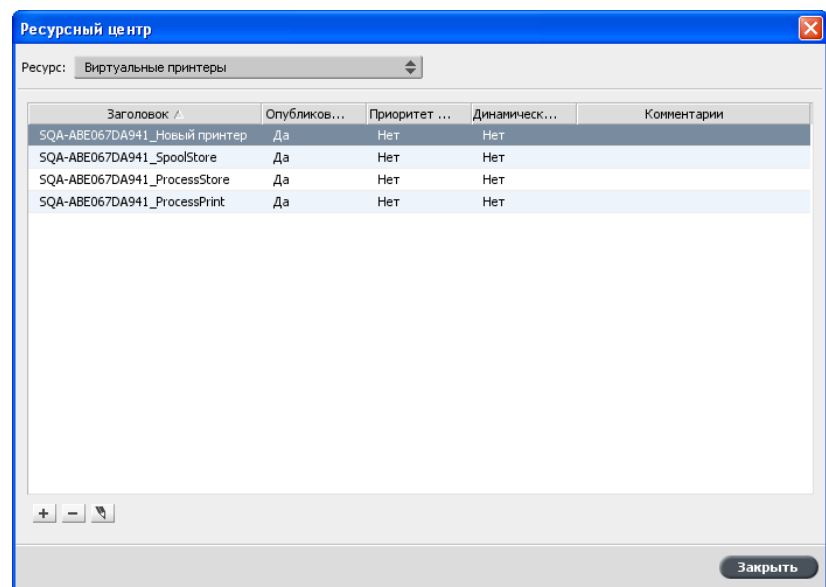 Ресурсный центр
Ресурс: Виртуальные принтеры
Заголовок Опубликов... Приоритет ... Динамическ... Комментарии
SQA-ABE067DA941_Новый принтер Да Нет Нет
SQA-ABE067DA941_SpoolStore Да Нет Нет
SQA-ABE067DA941_ProcessStore Да Нет Нет
SQA-ABE067DA941_ProcessPrint Да Нет Нет
Закрыть